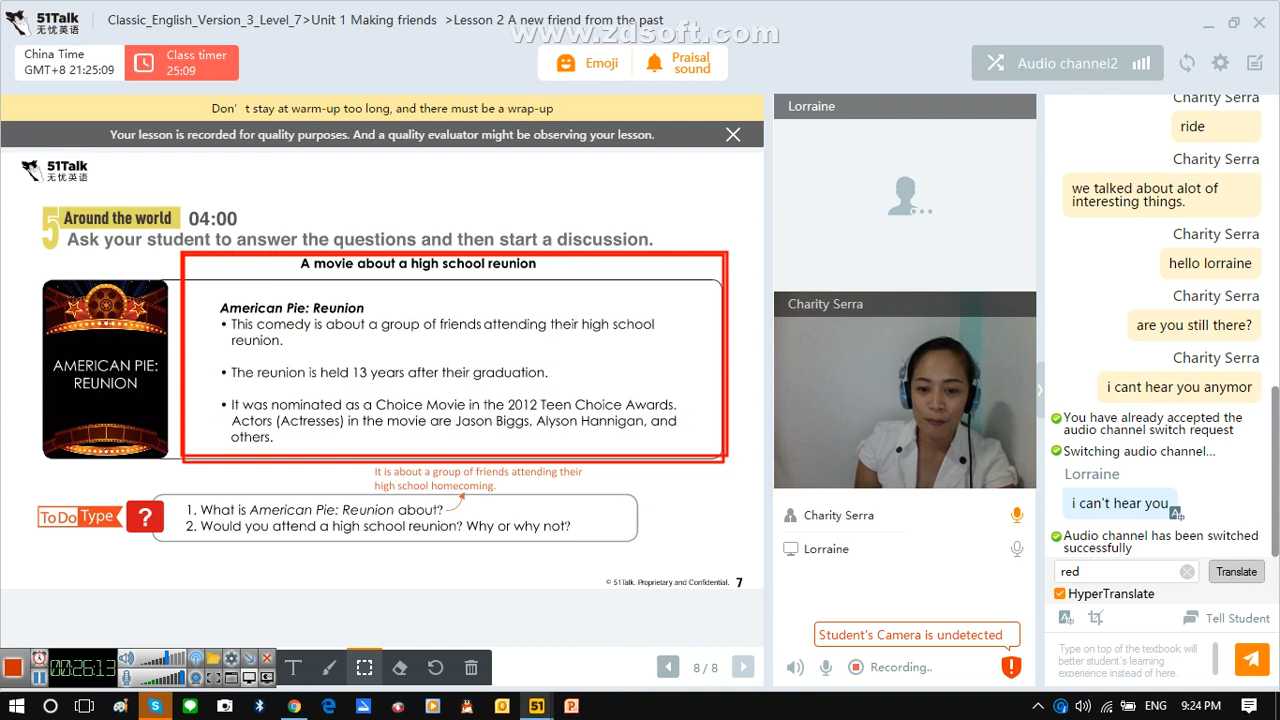 51Talk
无忧英语
Classic_English_Version_3_Level_7>Unit 1 Making friends >Lesson 2 A new friend from the past
www.zdsoft.com
China Time
GMT+8 21:25:09
Class timer
25:09
Emoji
Praisal
sound
Audio channel2
Don't stay at warm-up too long, and there must be a wrap-up
Your lesson is recorded for quality purposes. And a quality evaluator might be observing your lesson.
51Talk
无忧英语
5 Around the world 04:00
Ask your student to answer the questions and then start a discussion.
A movie about a high school reunion
AMERICAN PIE:
REUNION
American Pie: Reunion
• This comedy is about a group of friends attending their high school
reunion.
• The reunion is held 13 years after their graduation.
• It was nominated as a Choice Movie in the 2012 Teen Choice Awards.
Actors (Actresses) in the movie are Jason Biggs, Alyson Hannigan, and
others.
It is about a group of friends attending their
high school homecoming.
To Do Type ?
1. What is American Pie: Reunion about?
2. Would you attend a high school reunion? Why or why not?
© 51Talk. Proprietary and Confidential. 7
00:26:13
T
8 / 8
Lorraine
Charity Serra
Charity Serra
Lorraine
Student's Camera is undetected
Recording..
Charity Serra
ride
Charity Serra
we talked about alot of
interesting things.
Charity Serra
hello lorraine
Charity Serra
are you still there?
Charity Serra
i cant hear you anymor
You have already accepted the
audio channel switch request
Switching audio channel...
Lorraine
i can't hear you
Audio channel has been switched
successfully
red
Translate
HyperTranslate
Tell Student
Type on top of the textbook will
better student's learning
experience instead of here.
51
ENG
9:24 PM